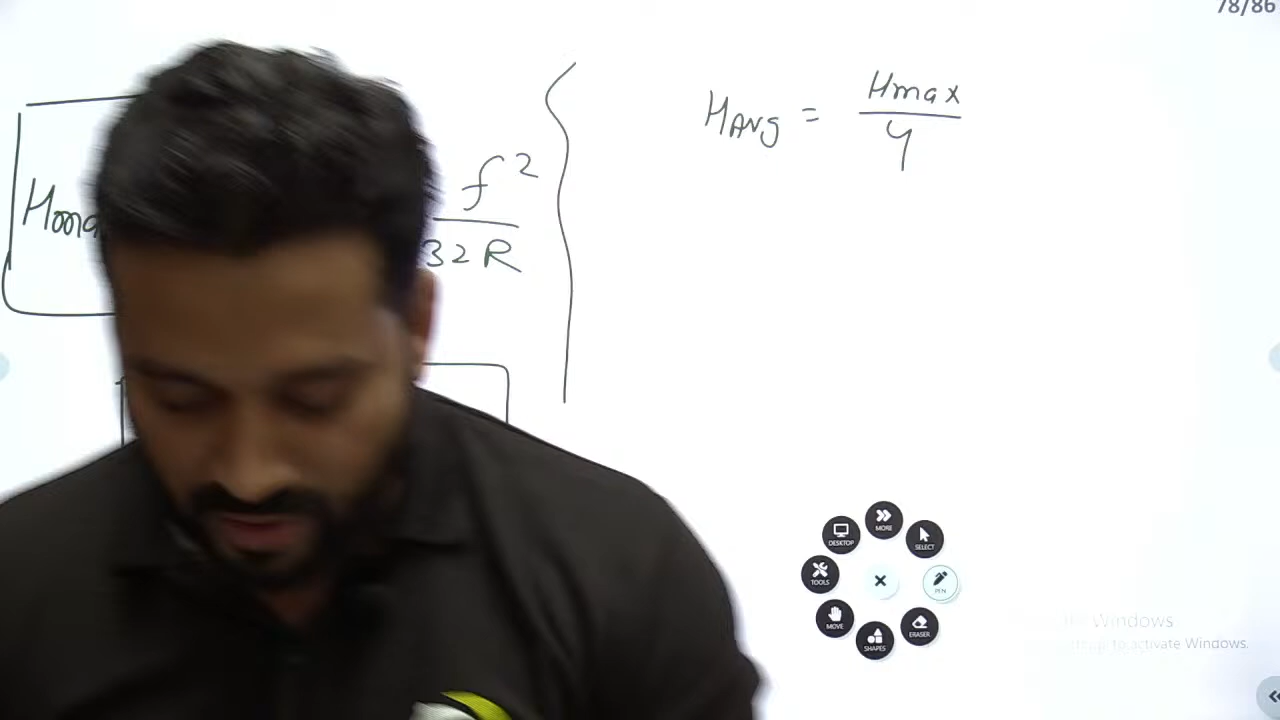 78/86
Hmax
HAvg =
4
f²
32R
MORE
DESKTOP
SELECT
TOOLS
PEN
MOVE
ERASER
SHAPES
Windows
to activate Windows.